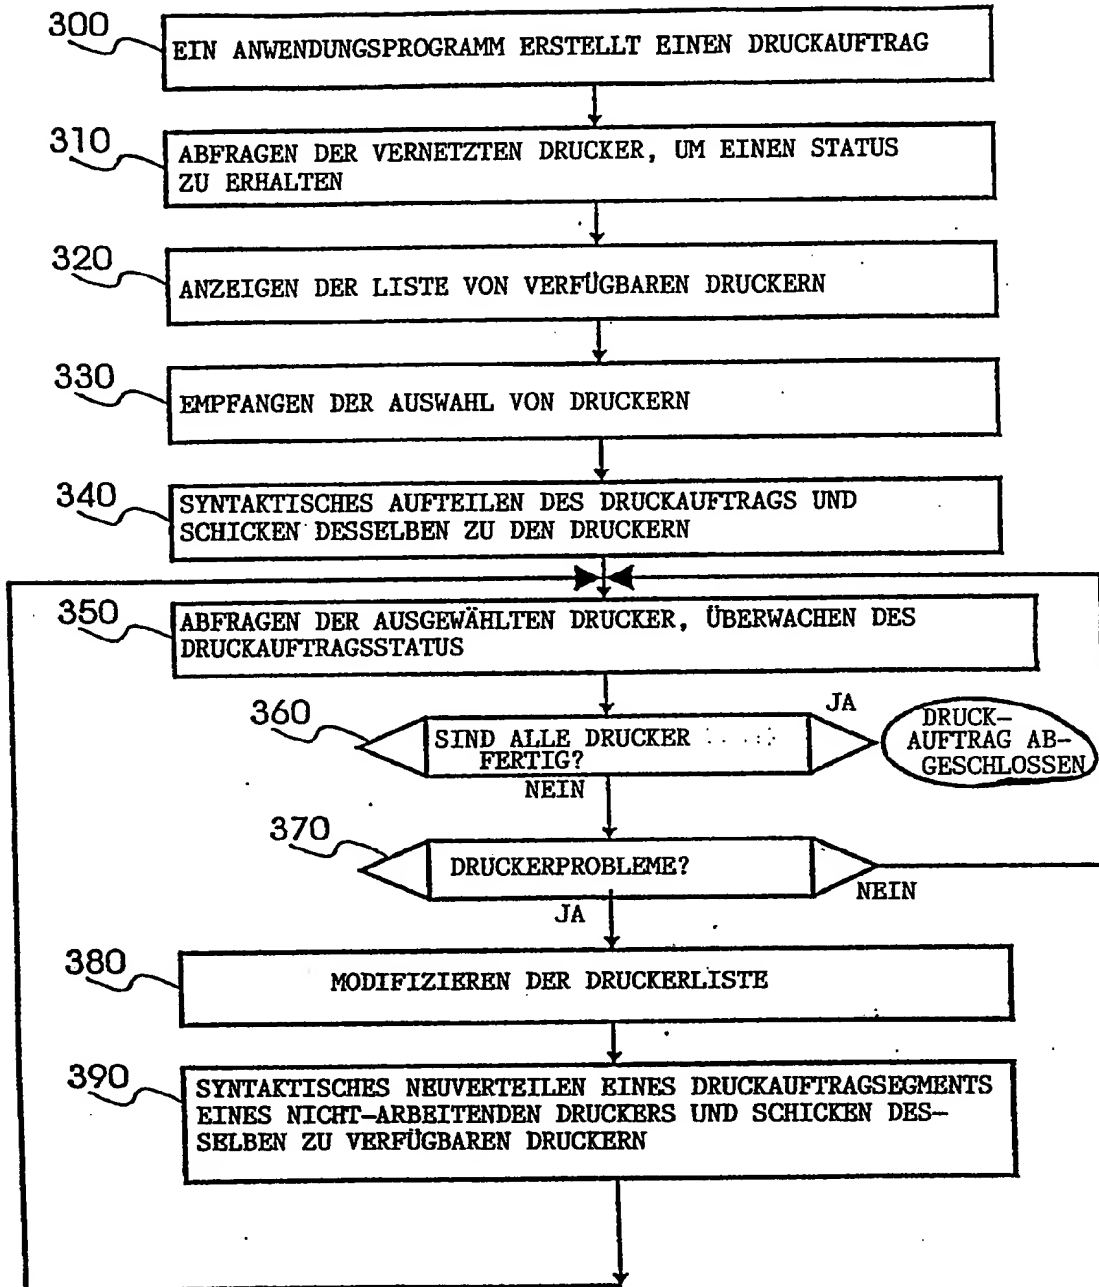 300
EIN ANWENDUNGSPROGRAMM ERSTELLT EINEN DRUCKAUFTRAG
310
ABFRAGEN DER VERNETZTEN DRUCKER, UM EINEN STATUS
ZU ERHALTEN
320
ANZEIGEN DER LISTE VON VERFÜGBAREN DRUCKERN
330
EMPFANGEN DER AUSWAHL VON DRUCKERN
340
SYNTAKTISCHES AUFTEILEN DES DRUCKAUFTRAGS UND
SCHICKEN DESSELBEN ZU DEN DRUCKERN
350
ABFRAGEN DER AUSGEWÄHLTEN DRUCKER, ÜBERWACHEN DES
DRUCKAUFTRAGSSTATUS
360
SIND ALLE DRUCKER
FERTIG?
JA
DRUCK-
AUFTRAG AB-
GESCHLOSSEN
NEIN
370
DRUCKERPROBLEME?
NEIN
JA
380
MODIFIZIEREN DER DRUCKERLISTE
390
SYNTAKTISCHES NEUVERTEILEN EINES DRUCKAUFTRAGSEGMENTS
EINES NICHT-ARBEITENDEN DRUCKERS UND SCHICKEN DES-
SELBEN ZU VERFÜGBAREN DRUCKERN